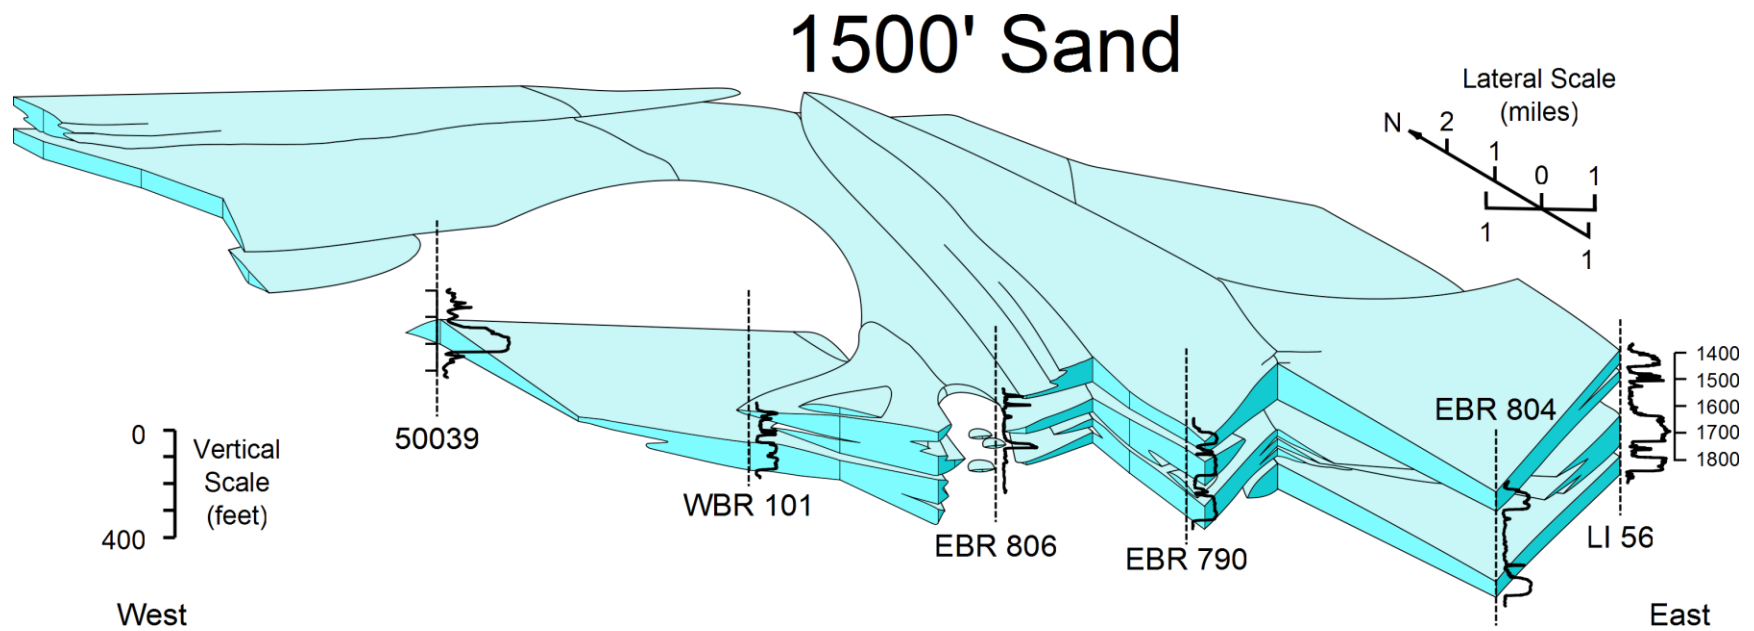 1500' Sand
Lateral Scale
(miles)
N
2
1
0
1
1
1
1400
1500
1600
1700
1800
EBR 804
0
Vertical
Scale
(feet)
400
50039
WBR 101
EBR 806
EBR 790
LI 56
West
East